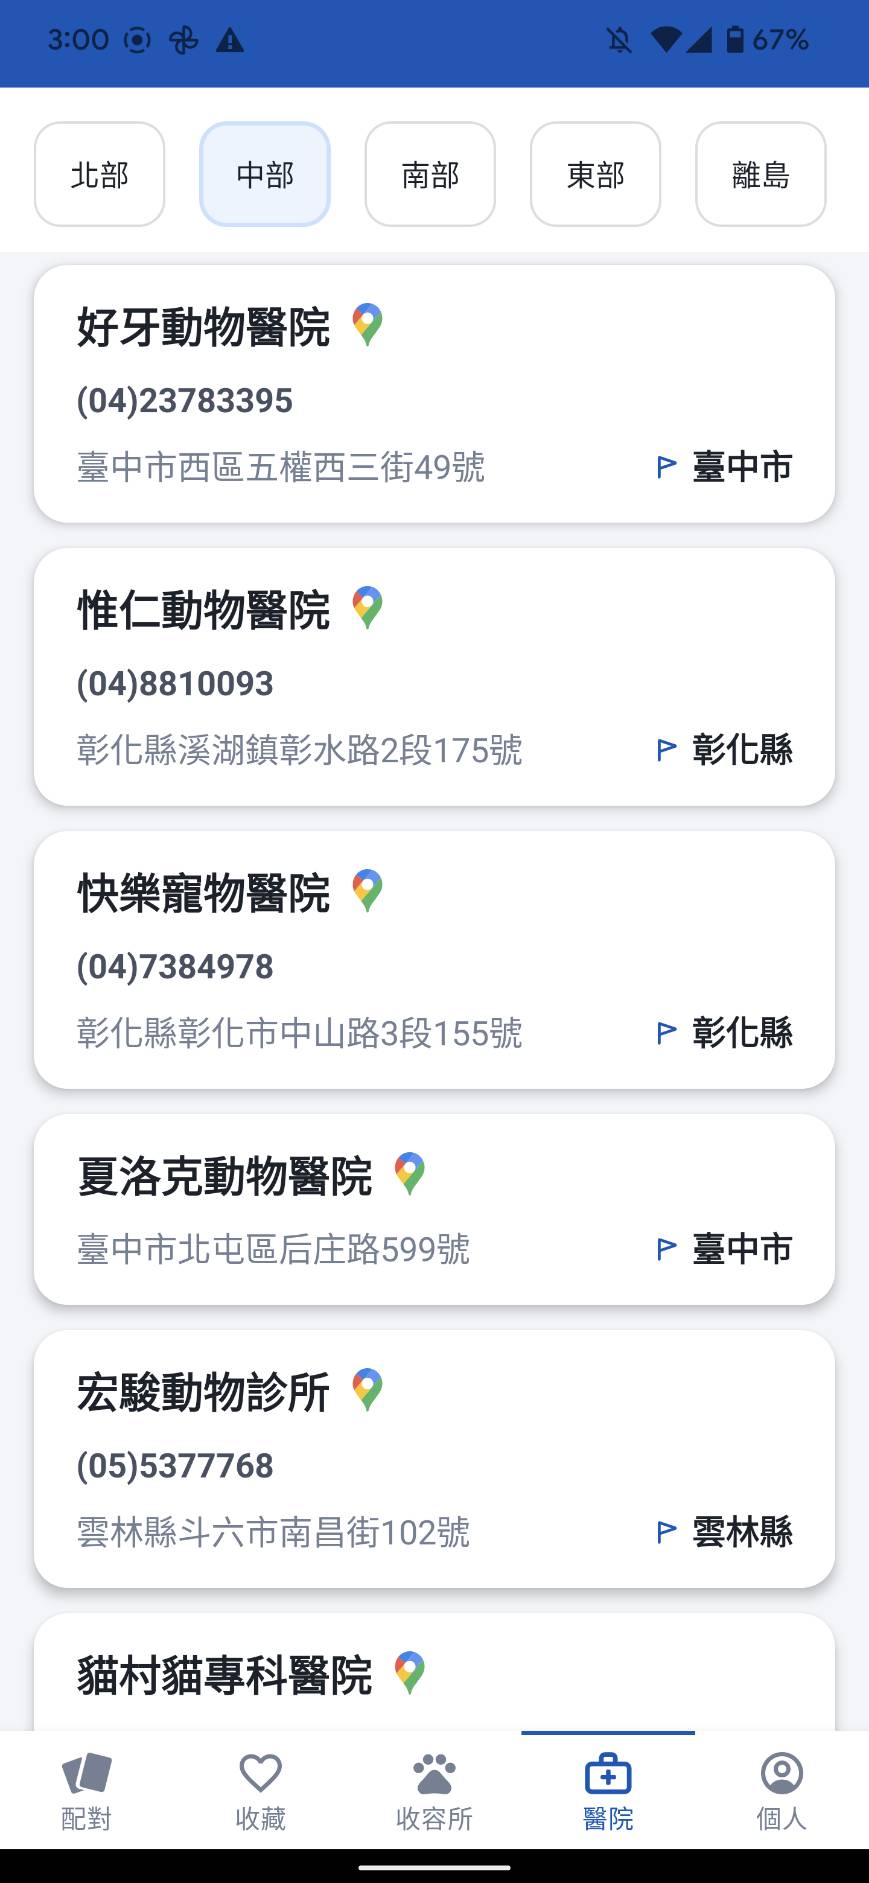 3:00
67%
北部 中部 南部 東部 離島
好牙動物醫院
(04)23783395
臺中市西區五權西三街49號 臺中市
惟仁動物醫院
(04)8810093
彰化縣溪湖鎮彰水路2段175號 彰化縣
快樂寵物醫院
(04)7384978
彰化縣彰化市中山路3段155號 彰化縣
夏洛克動物醫院
臺中市北屯區后庄路599號 臺中市
宏駿動物診所
(05)5377768
雲林縣斗六市南昌街102號 雲林縣
貓村貓專科醫院
配對 收藏 收容所 醫院 個人